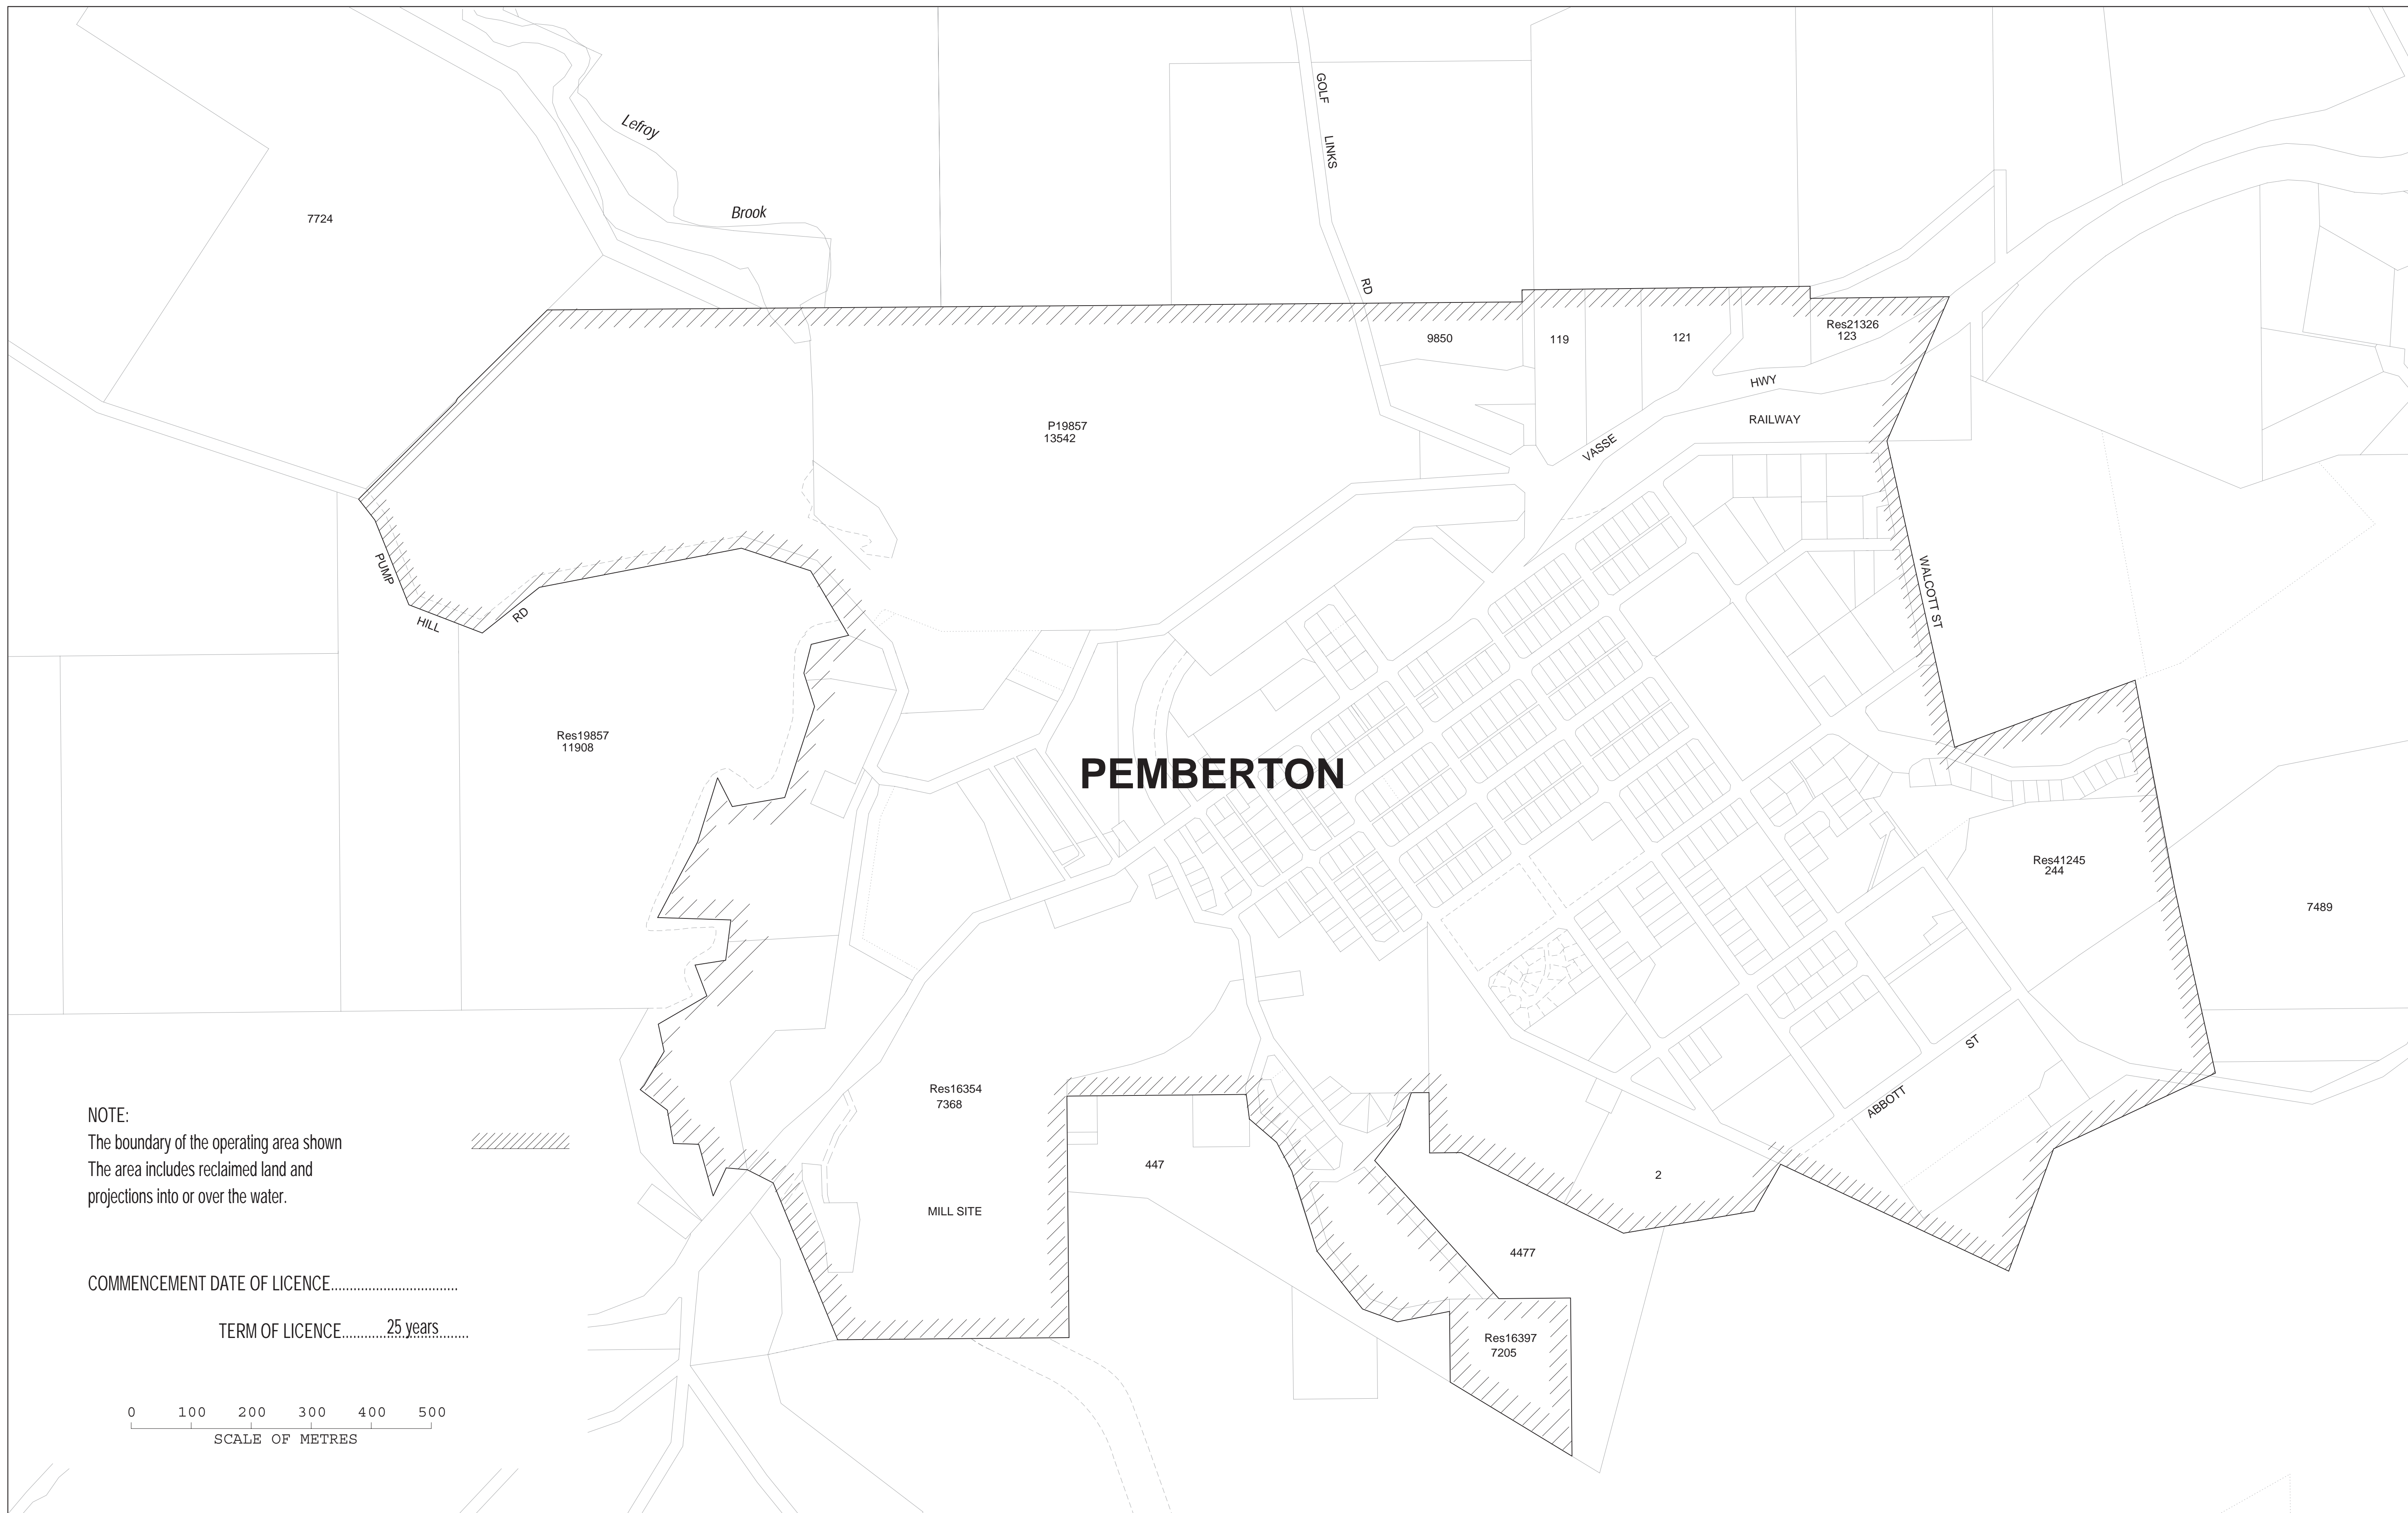 Lefroy
Brook
GOLF
LINKS
RD
7724
9850
119
121
Res21326
123
HWY
RAILWAY
VASSE
P19857
13542
PUMP
HILL
RD
WALCOTT ST
Res19857
11908
PEMBERTON
Res41245
244
7489
ABBOTT
ST
Res16354
7368
447
2
MILL SITE
4477
Res16397
7205
NOTE:
The boundary of the operating area shown
The area includes reclaimed land and
projections into or over the water.
COMMENCEMENT DATE OF LICENCE..................................
TERM OF LICENCE............25 years........
0 100 200 300 400 500
SCALE OF METRES